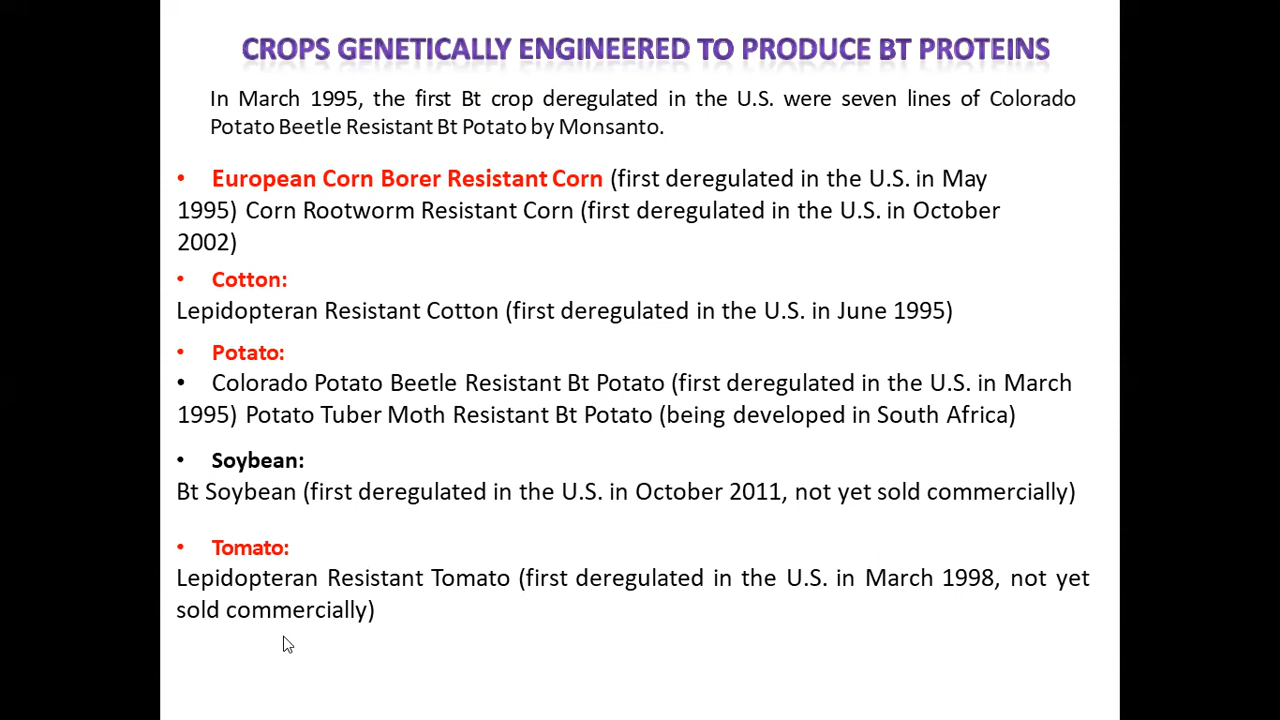 CROPS GENETICALLY ENGINEERED TO PRODUCE BT PROTEINS
In March 1995, the first Bt crop deregulated in the U.S. were seven lines of Colorado
Potato Beetle Resistant Bt Potato by Monsanto.
• European Corn Borer Resistant Corn (first deregulated in the U.S. in May
1995) Corn Rootworm Resistant Corn (first deregulated in the U.S. in October
2002)
• Cotton:
Lepidopteran Resistant Cotton (first deregulated in the U.S. in June 1995)
• Potato:
• Colorado Potato Beetle Resistant Bt Potato (first deregulated in the U.S. in March
1995) Potato Tuber Moth Resistant Bt Potato (being developed in South Africa)
• Soybean:
Bt Soybean (first deregulated in the U.S. in October 2011, not yet sold commercially)
• Tomato:
Lepidopteran Resistant Tomato (first deregulated in the U.S. in March 1998, not yet
sold commercially)